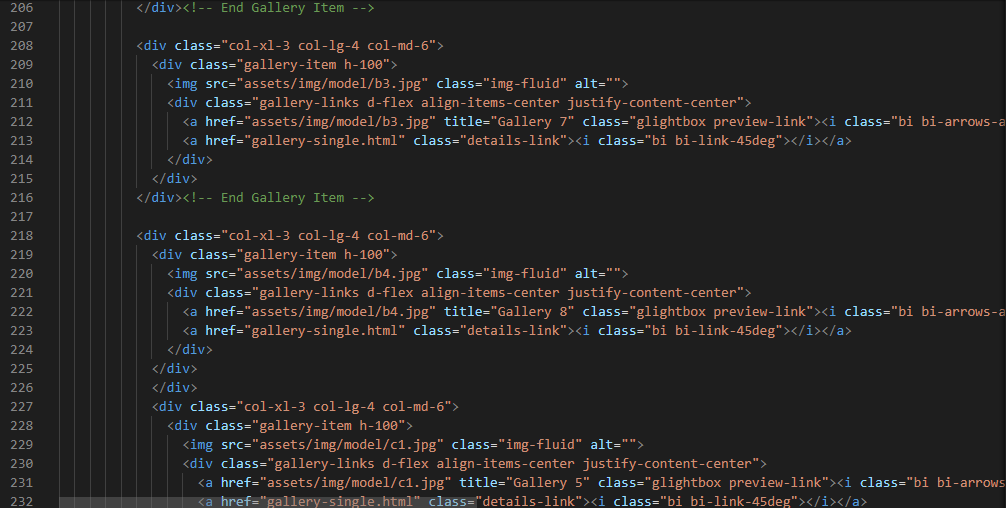 206 </div><!-- End Gallery Item -->
207
208 <div class="col-xl-3 col-lg-4 col-md-6">
209 <div class="gallery-item h-100">
210 <img src="assets/img/model/b3.jpg" class="img-fluid" alt="">
211 <div class="gallery-links d-flex align-items-center justify-content-center">
212 <a href="assets/img/model/b3.jpg" title="Gallery 7" class="glightbox preview-link"><i class="bi bi-arrows-a
213 <a href="gallery-single.html" class="details-link"><i class="bi bi-link-45deg"></i></a>
214 </div>
215 </div>
216 </div><!-- End Gallery Item -->
217
218 <div class="col-xl-3 col-lg-4 col-md-6">
219 <div class="gallery-item h-100">
220 <img src="assets/img/model/b4.jpg" class="img-fluid" alt="">
221 <div class="gallery-links d-flex align-items-center justify-content-center">
222 <a href="assets/img/model/b4.jpg" title="Gallery 8" class="glightbox preview-link"><i class="bi bi-arrows-a
223 <a href="gallery-single.html" class="details-link"><i class="bi bi-link-45deg"></i></a>
224 </div>
225 </div>
226 </div>
227 <div class="col-xl-3 col-lg-4 col-md-6">
228 <div class="gallery-item h-100">
229 <img src="assets/img/model/c1.jpg" class="img-fluid" alt="">
230 <div class="gallery-links d-flex align-items-center justify-content-center">
231 <a href="assets/img/model/c1.jpg" title="Gallery 5" class="glightbox preview-link"><i class="bi bi-arrows
232 <a href="gallery-single.html" class="details-link"><i class="bi bi-link-45deg"></i></a>